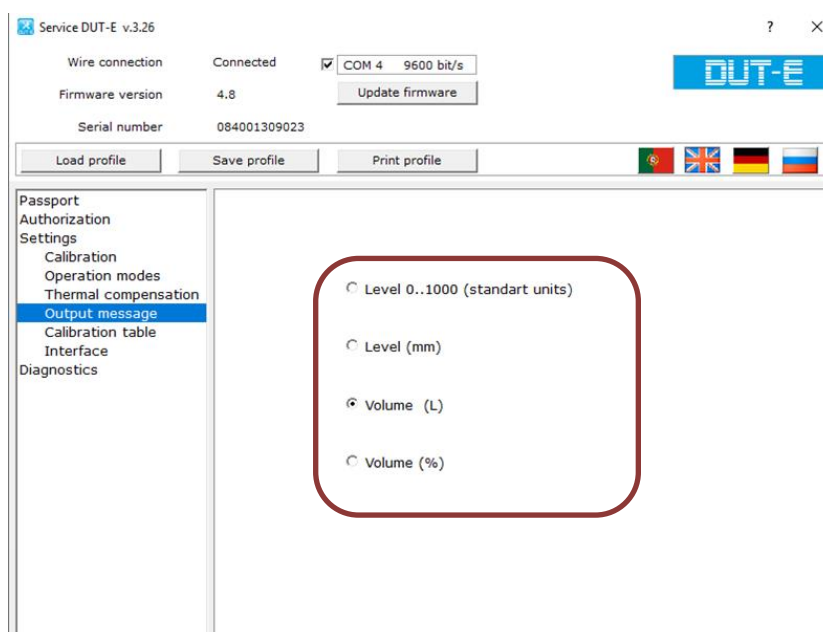 Service DUT-E v.3.26
Wire connection Connected COM 4 9600 bit/s
DUT-E
Firmware version 4.8 Update firmware
Serial number 084001309023
Load profile Save profile Print profile
Passport
Authorization
Settings
Calibration
Operation modes
Thermal compensation
Output message
Calibration table
Interface
Diagnostics
Level 0..1000 (standart units)
Level (mm)
Volume (L)
Volume (%)